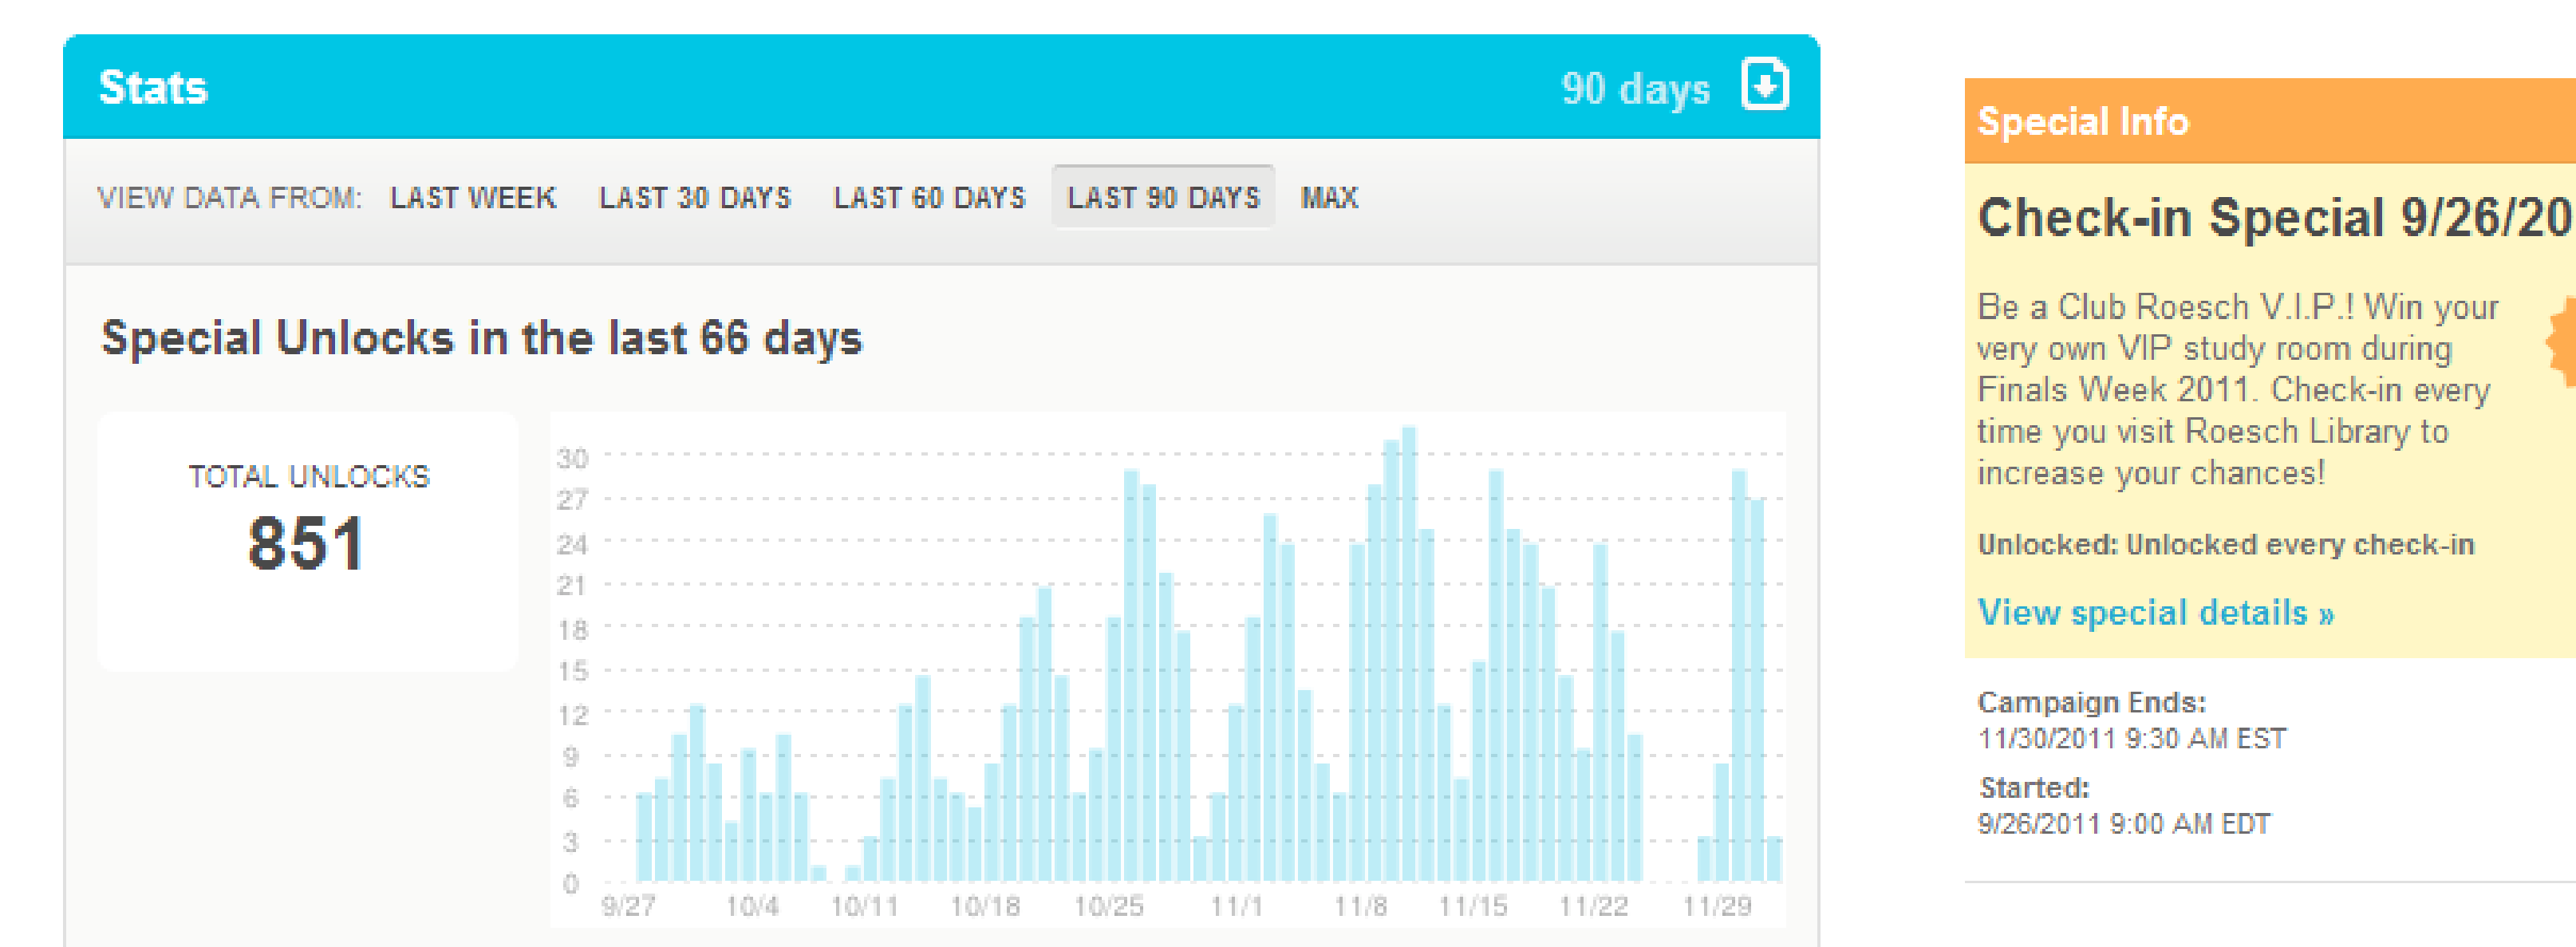 Stats
90 days
VIEW DATA FROM: LAST WEEK LAST 30 DAYS LAST 60 DAYS LAST 90 DAYS MAX
Special Unlocks in the last 66 days
TOTAL UNLOCKS
851
30
27
24
21
18
15
12
9
6
3
0
9/27 10/4 10/11 10/18 10/25 11/1 11/8 11/15 11/22 11/29
Special Info
Check-in Special 9/26/20
Be a Club Roesch V.I.P.! Win your
very own VIP study room during
Finals Week 2011. Check-in every
time you visit Roesch Library to
increase your chances!
Unlocked: Unlocked every check-in
View special details »
Campaign Ends:
11/30/2011 9:30 AM EST
Started:
9/26/2011 9:00 AM EDT